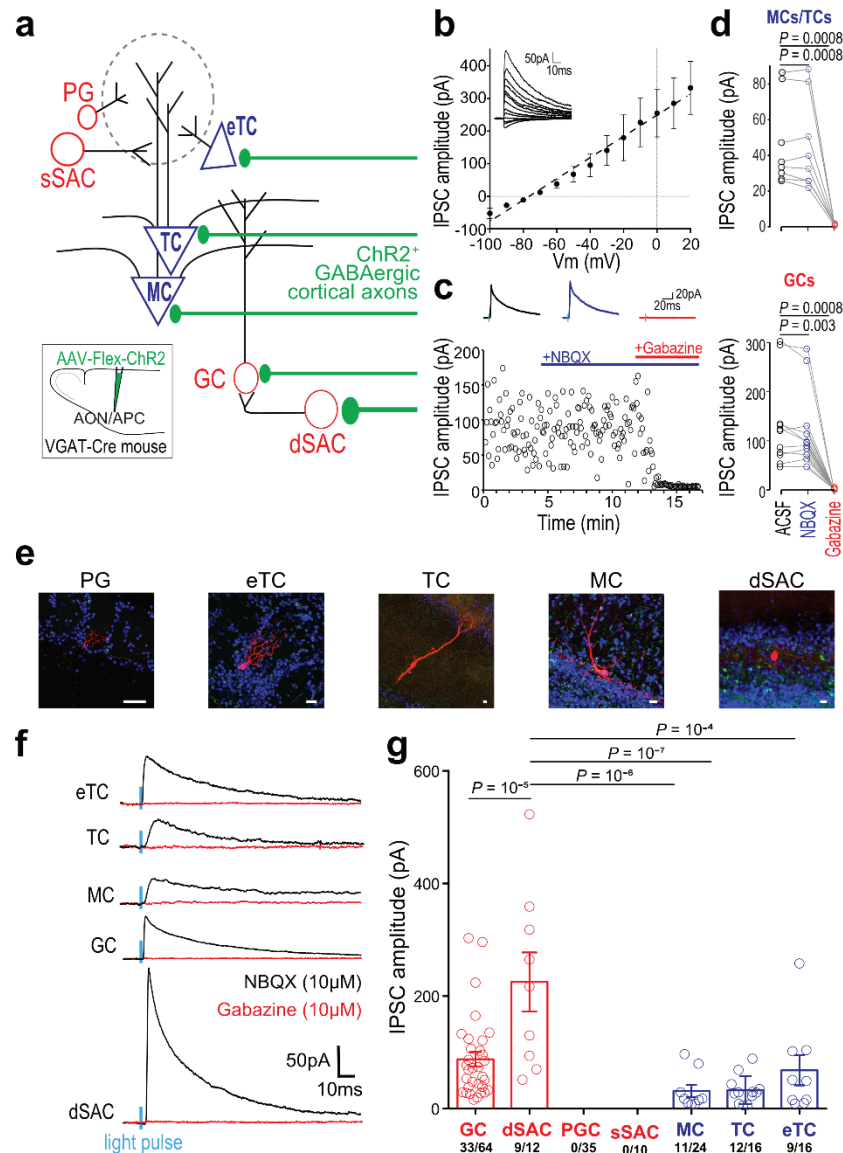 a
PG
sSAC
eTC
TC
MC
ChR2⁺
GABAergic
cortical axons
GC
dSAC
AAV-Flex-ChR2
AON/APC
VGAT-Cre mouse
b
IPSC amplitude (pA)
400
300
200
100
0
-100
50pA
10ms
-100 -80 -60 -40 -20 0 20
Vm (mV)
c
20pA
20ms
+NBQX
+Gabazine
IPSC amplitude (pA)
200
150
100
50
0
0 5 10 15
Time (min)
d
MCs/TCs
P = 0.0008
P = 0.0008
IPSC amplitude (pA)
80
60
40
20
0
GCs
P = 0.0008
P = 0.003
IPSC amplitude (pA)
300
200
100
0
ACSF
NBQX
Gabazine
e
PG
eTC
TC
MC
dSAC
f
eTC
TC
MC
GC
dSAC
NBQX (10µM)
Gabazine (10µM)
50pA
10ms
light pulse
g
P = 10⁻⁴
P = 10⁻⁷
P = 10⁻⁶
P = 10⁻⁵
IPSC amplitude (pA)
600
400
200
0
GC dSAC PGC sSAC MC TC eTC
33/64 9/12 0/35 0/10 11/24 12/16 9/16